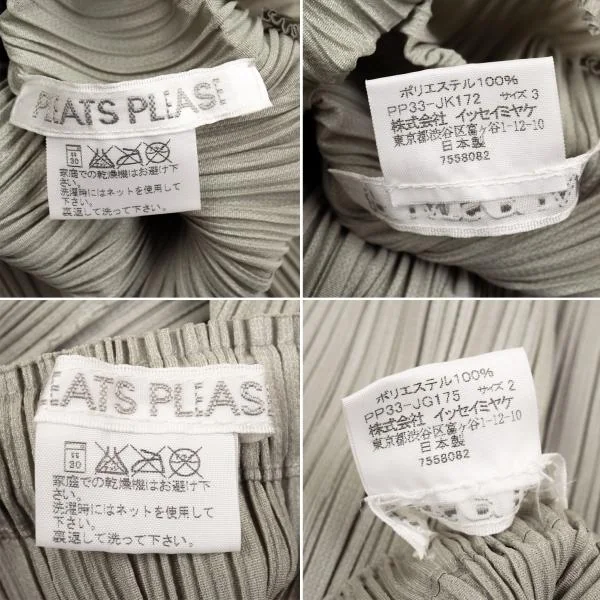 PLEATS PLEASE
30
家庭での乾燥機はお避け下
さい。
洗濯時にはネットを使用して
下さい。
裏返して洗って下さい。
ポリエステル100%
PP33-JK172 サイズ 3
株式会社 イッセイミヤケ
東京都渋谷区富ヶ谷1-12-10
日本製
7558082
LEATS PLEASE
30
家庭での乾燥機はお避け下
さい。
洗濯時にはネットを使用して
下さい。
裏返して洗って下さい。
ポリエステル100%
PP33-JG175 サイズ 2
株式会社 イッセイミヤケ
東京都渋谷区富ヶ谷1-12-10
日本製
7558082